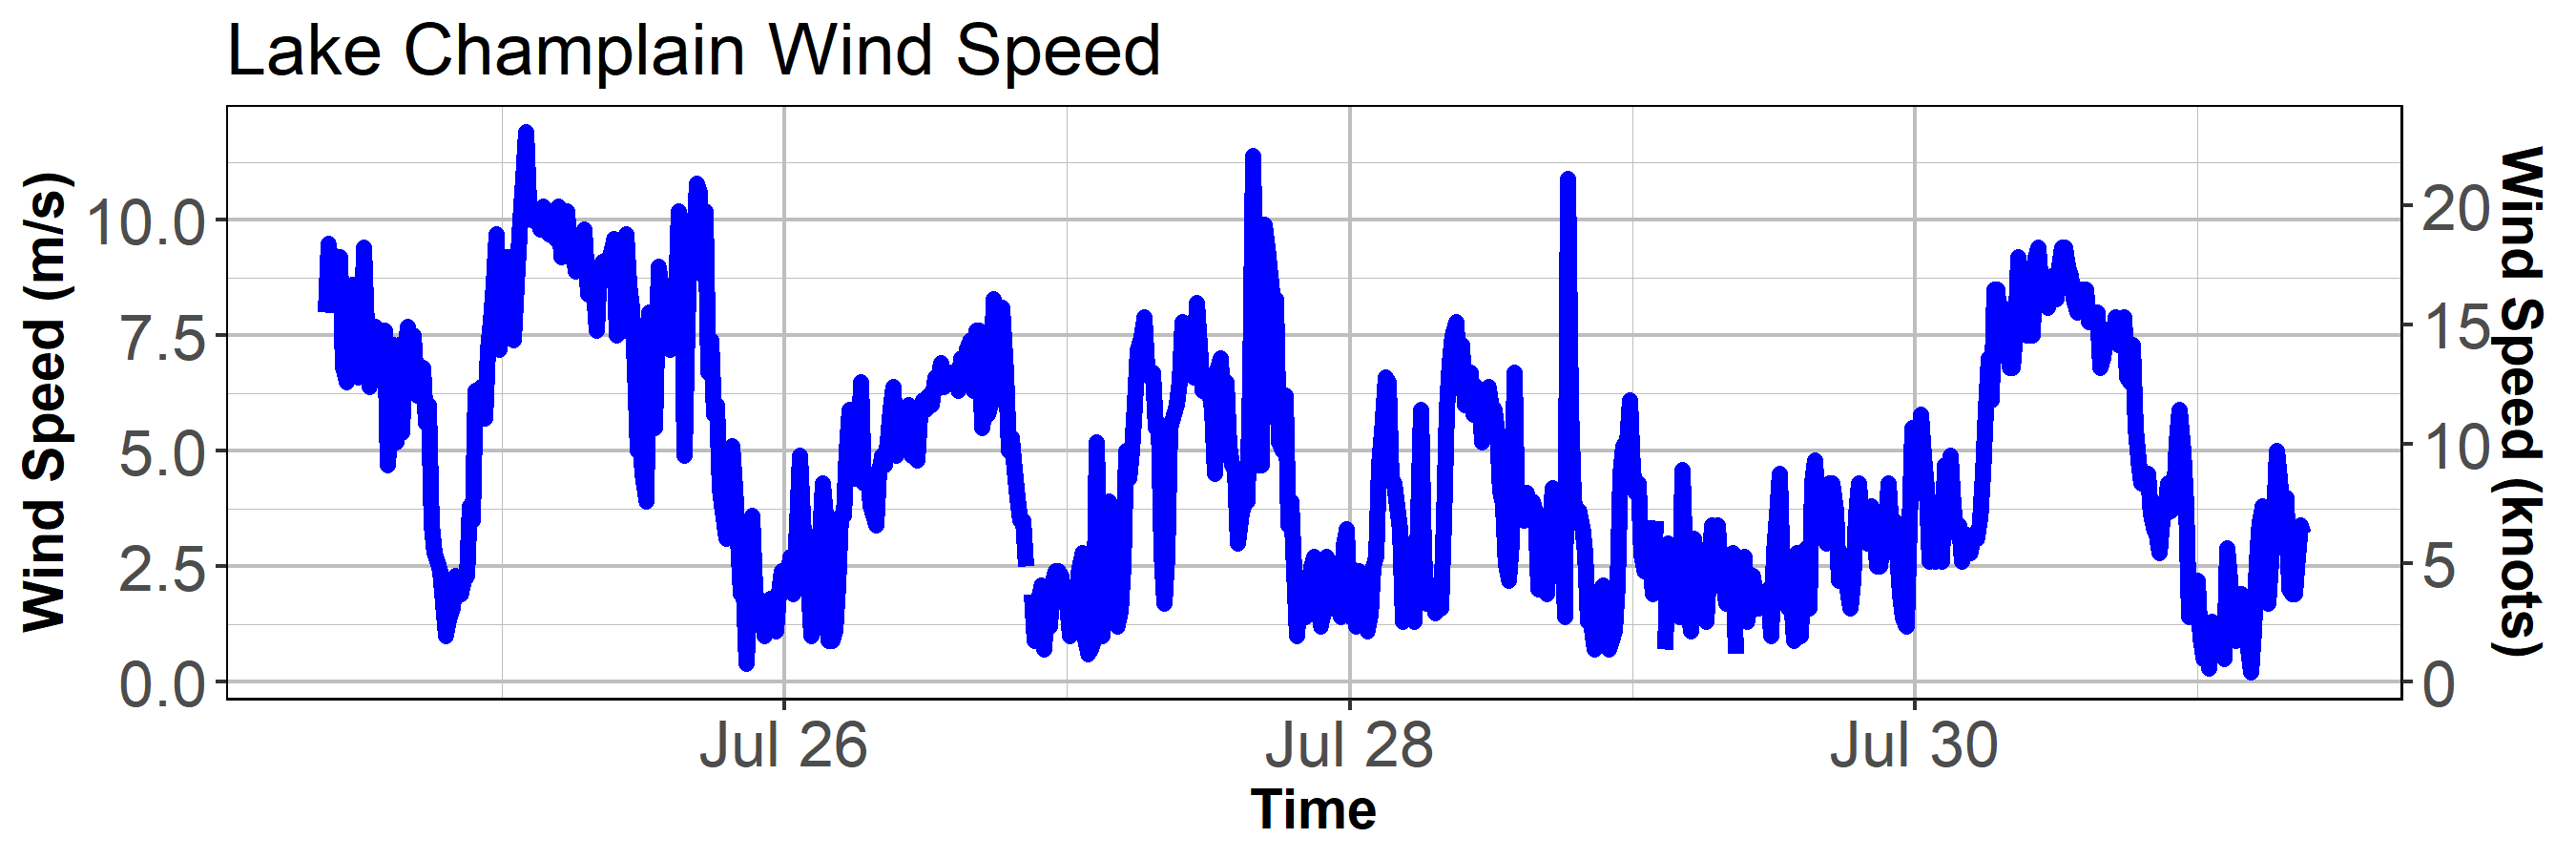 Lake Champlain Wind Speed
Wind Speed (m/s)
10.0
7.5
5.0
2.5
0.0
20
15
10
5
0
Wind Speed (knots)
Jul 26
Jul 28
Jul 30
Time